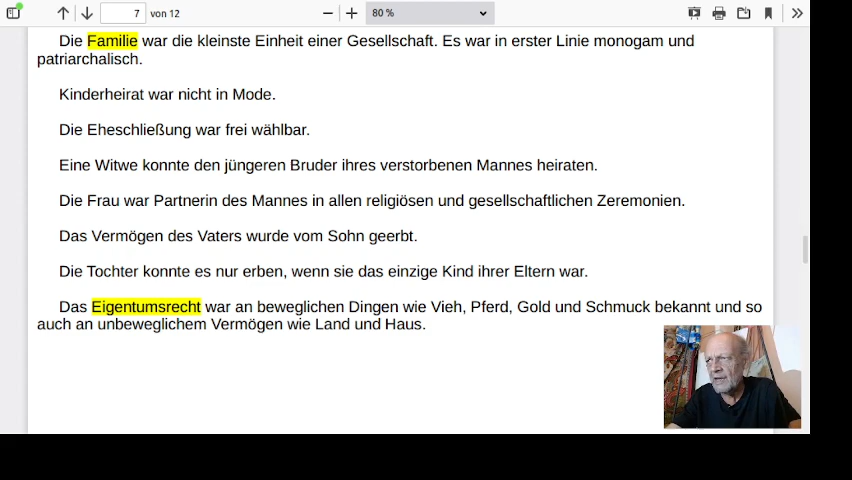 7 von 12 80 %
Die Familie war die kleinste Einheit einer Gesellschaft. Es war in erster Linie monogam und
patriarchalisch.
Kinderheirat war nicht in Mode.
Die Eheschließung war frei wählbar.
Eine Witwe konnte den jüngeren Bruder ihres verstorbenen Mannes heiraten.
Die Frau war Partnerin des Mannes in allen religiösen und gesellschaftlichen Zeremonien.
Das Vermögen des Vaters wurde vom Sohn geerbt.
Die Tochter konnte es nur erben, wenn sie das einzige Kind ihrer Eltern war.
Das Eigentumsrecht war an beweglichen Dingen wie Vieh, Pferd, Gold und Schmuck bekannt und so
auch an unbeweglichem Vermögen wie Land und Haus.